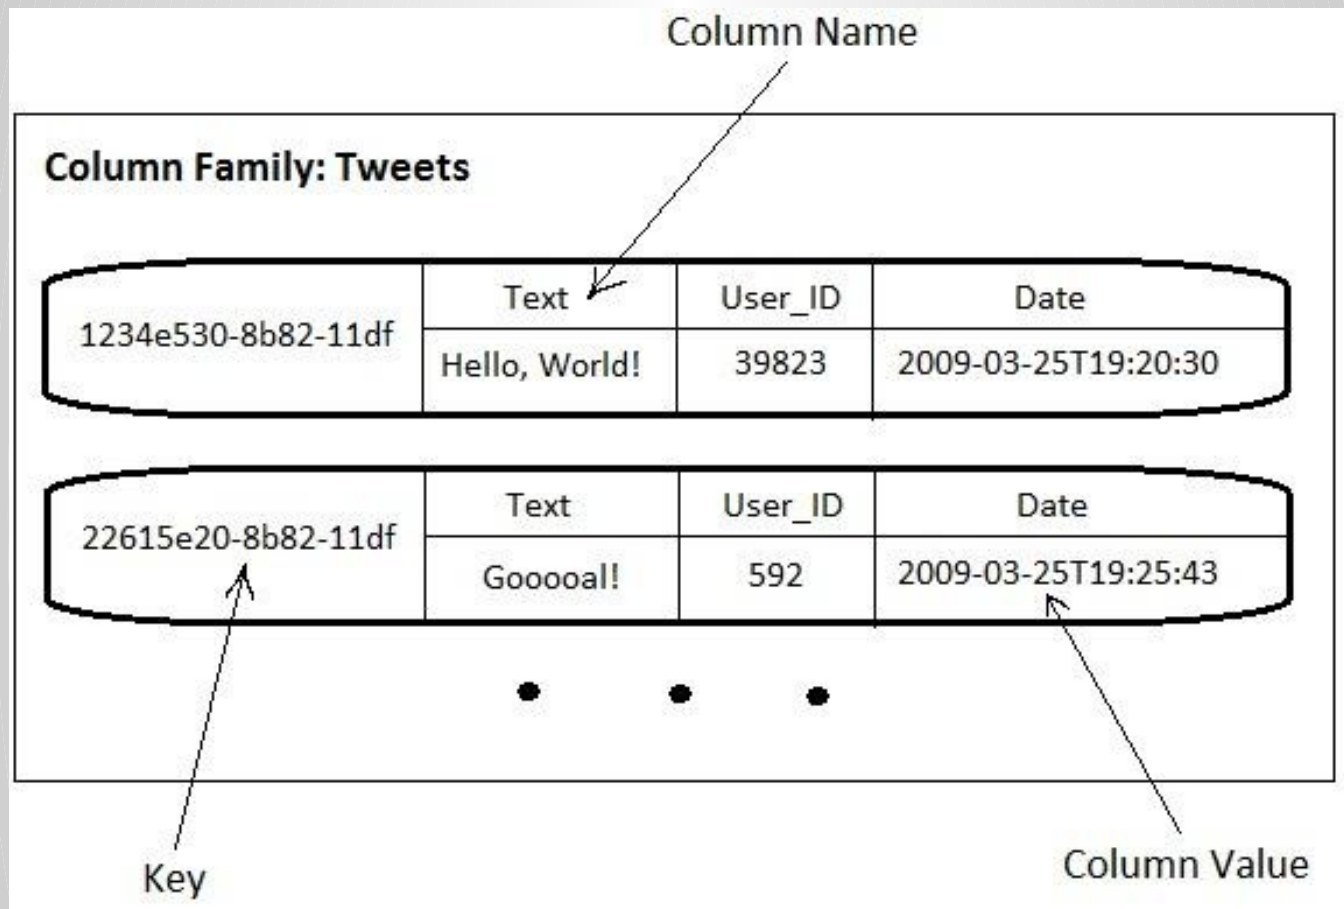 Column Name
Column Family: Tweets
Text User_ID Date
1234e530-8b82-11df
Hello, World! 39823 2009-03-25T19:20:30
Text User_ID Date
22615e20-8b82-11df
Gooooal! 592 2009-03-25T19:25:43
Key
Column Value